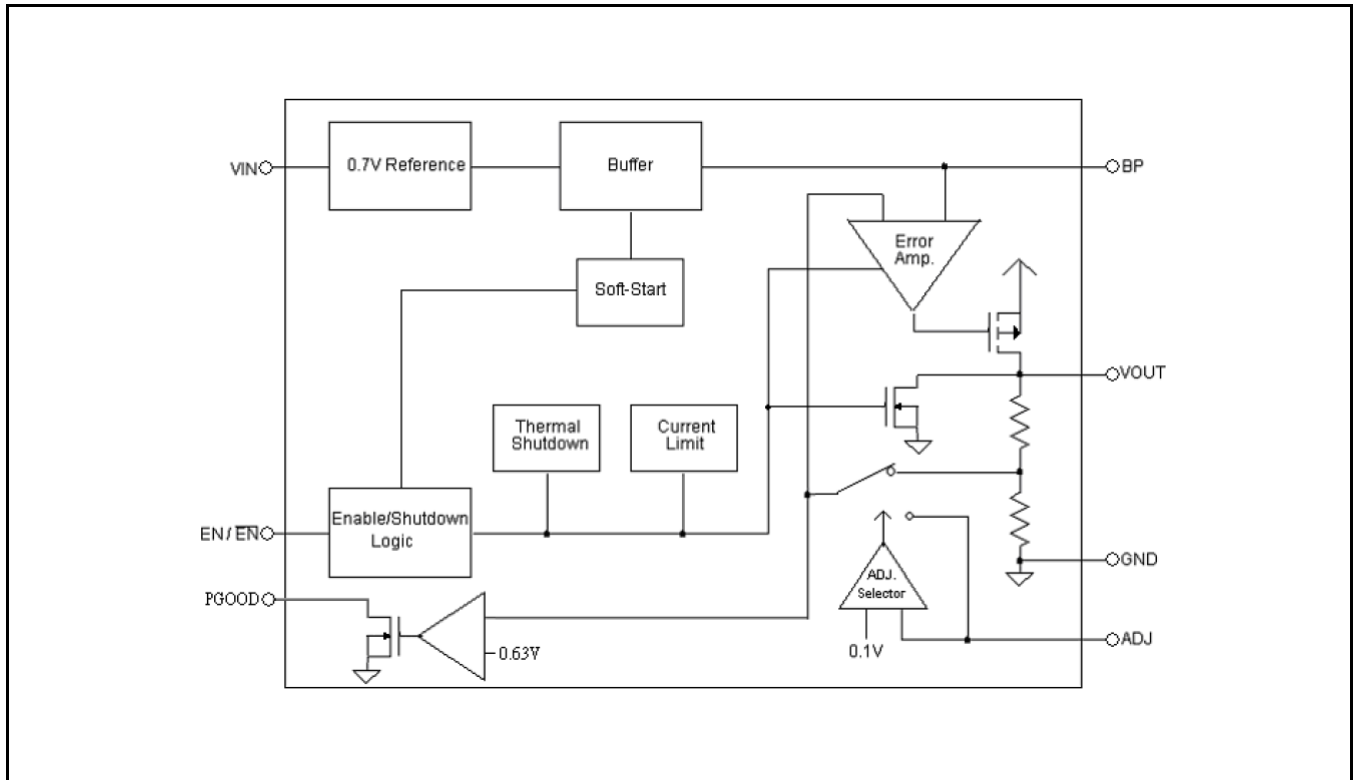 VIN
0.7V Reference
Buffer
BP
Error
Amp.
Soft-Start
VOUT
Thermal
Shutdown
Current
Limit
EN/E̅N̅
Enable/Shutdown
Logic
GND
PGOOD
ADJ.
Selector
0.63V
0.1V
ADJ